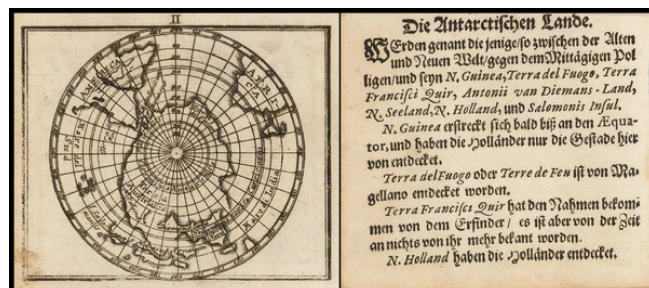 II
AMERICA
AFRICA
Mare di India
Die Antarctischen Lande.
WErden genant die jenige/so zwischen der Alten
und Neuen Welt/gegen dem Mittägigen Pol
ligen/und seyn N. Guinea, Terra del Fuogo, Terra
Francisci Quir, Antonii van Diemans-Land,
N. Seeland, N. Holland, und Salomonis Insul.
N. Guinea erstreckt sich bald biß an den Æqua-
tor, und haben die Holländer nur die Gestade hier
von entdecket.
Terra del Fuogo oder Terre de Feu ist von Ma-
gellano entdecket worden.
Terra Francisci Quir hat den Nahmen bekom-
men von dem Erfinder/ es ist aber von der Zeit
an nichts von ihr mehr bekant worden.
N. Holland haben die Holländer entdecket.